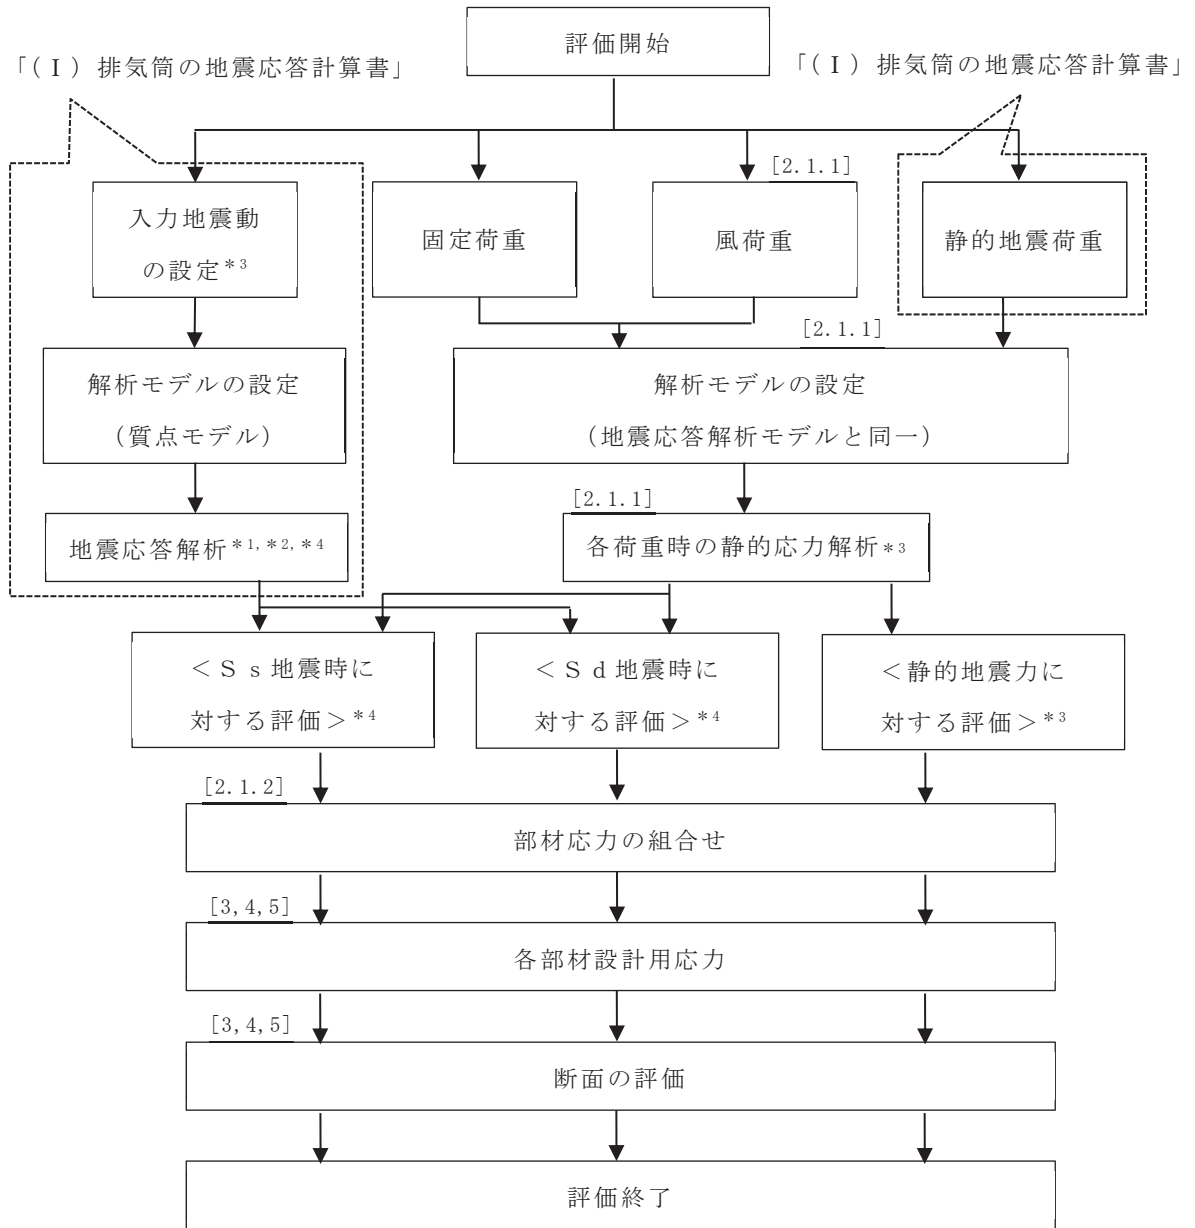 評価開始
「(Ⅰ)排気筒の地震応答計算書」
「(Ⅰ)排気筒の地震応答計算書」
入力地震動
の設定*3
固定荷重
[2.1.1]
風荷重
静的地震荷重
解析モデルの設定
(質点モデル)
[2.1.1]
解析モデルの設定
(地震応答解析モデルと同一)
地震応答解析*1,*2,*4
[2.1.1]
各荷重時の静的応力解析*3
<Ss地震時に
対する評価>*4
<Sd地震時に
対する評価>*4
<静的地震力に
対する評価>*3
[2.1.2]
部材応力の組合せ
[3,4,5]
各部材設計用応力
[3,4,5]
断面の評価
評価終了